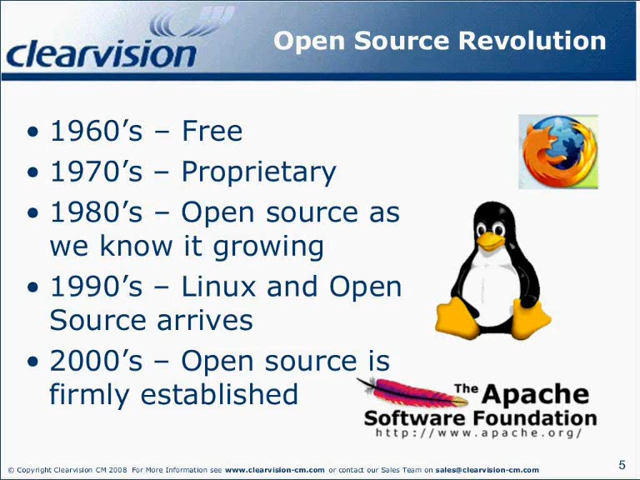 clearvision
Open Source Revolution
• 1960’s – Free
• 1970’s – Proprietary
• 1980’s – Open source as
we know it growing
• 1990’s – Linux and Open
Source arrives
• 2000’s – Open source is
firmly established
The Apache
Software Foundation
http://www.apache.org/
© Copyright Clearvision CM 2008 For More Information see www.clearvision-cm.com or contact our Sales Team on sales@clearvision-cm.com
5